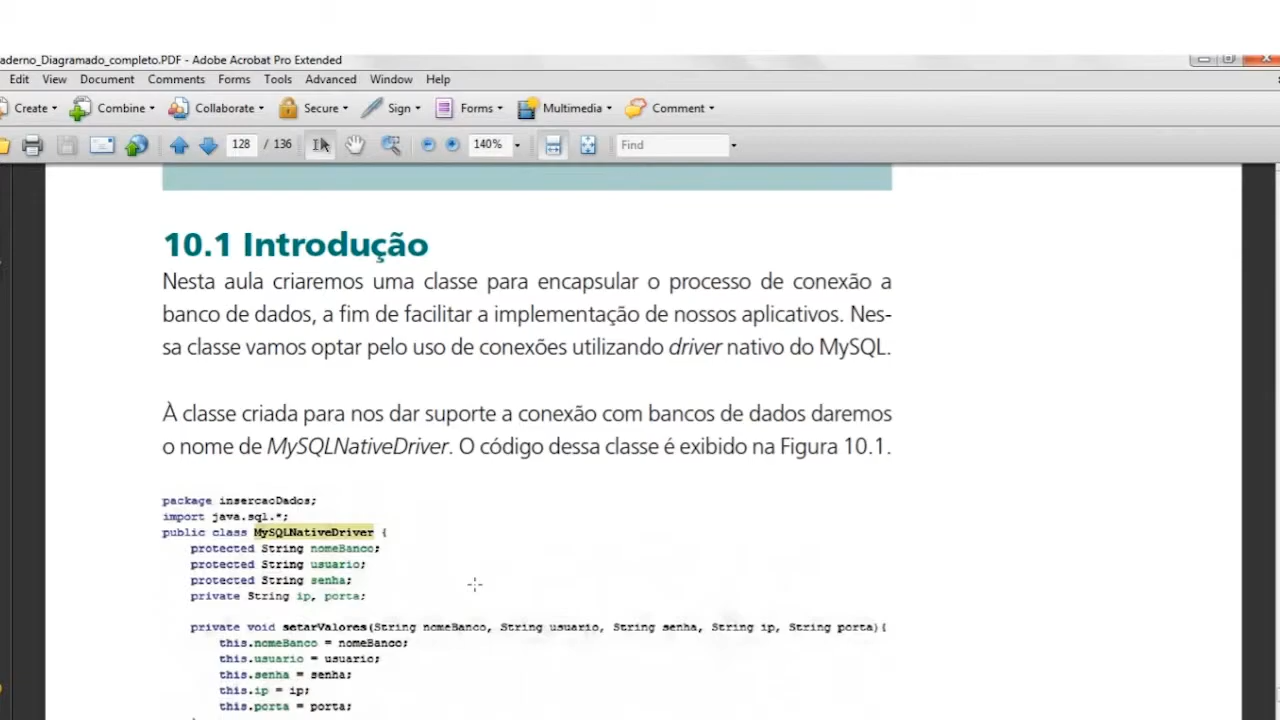 aderno_Diagramado_completo.PDF - Adobe Acrobat Pro Extended
Edit View Document Comments Forms Tools Advanced Window Help
Create Combine Collaborate Secure Sign Forms Multimedia Comment
128 / 136 140% Find
10.1 Introdução
Nesta aula criaremos uma classe para encapsular o processo de conexão a
banco de dados, a fim de facilitar a implementação de nossos aplicativos. Nes-
sa classe vamos optar pelo uso de conexões utilizando driver nativo do MySQL.
À classe criada para nos dar suporte a conexão com bancos de dados daremos
o nome de MySQLNativeDriver. O código dessa classe é exibido na Figura 10.1.
package insercaoDados;
import java.sql.*;
public class MySQLNativeDriver {
protected String nomeBanco;
protected String usuario;
protected String senha;
private String ip, porta;
private void setarValores(String nomeBanco, String usuario, String senha, String ip, String porta){
this.nomeBanco = nomeBanco;
this.usuario = usuario;
this.senha = senha;
this.ip = ip;
this.porta = porta;